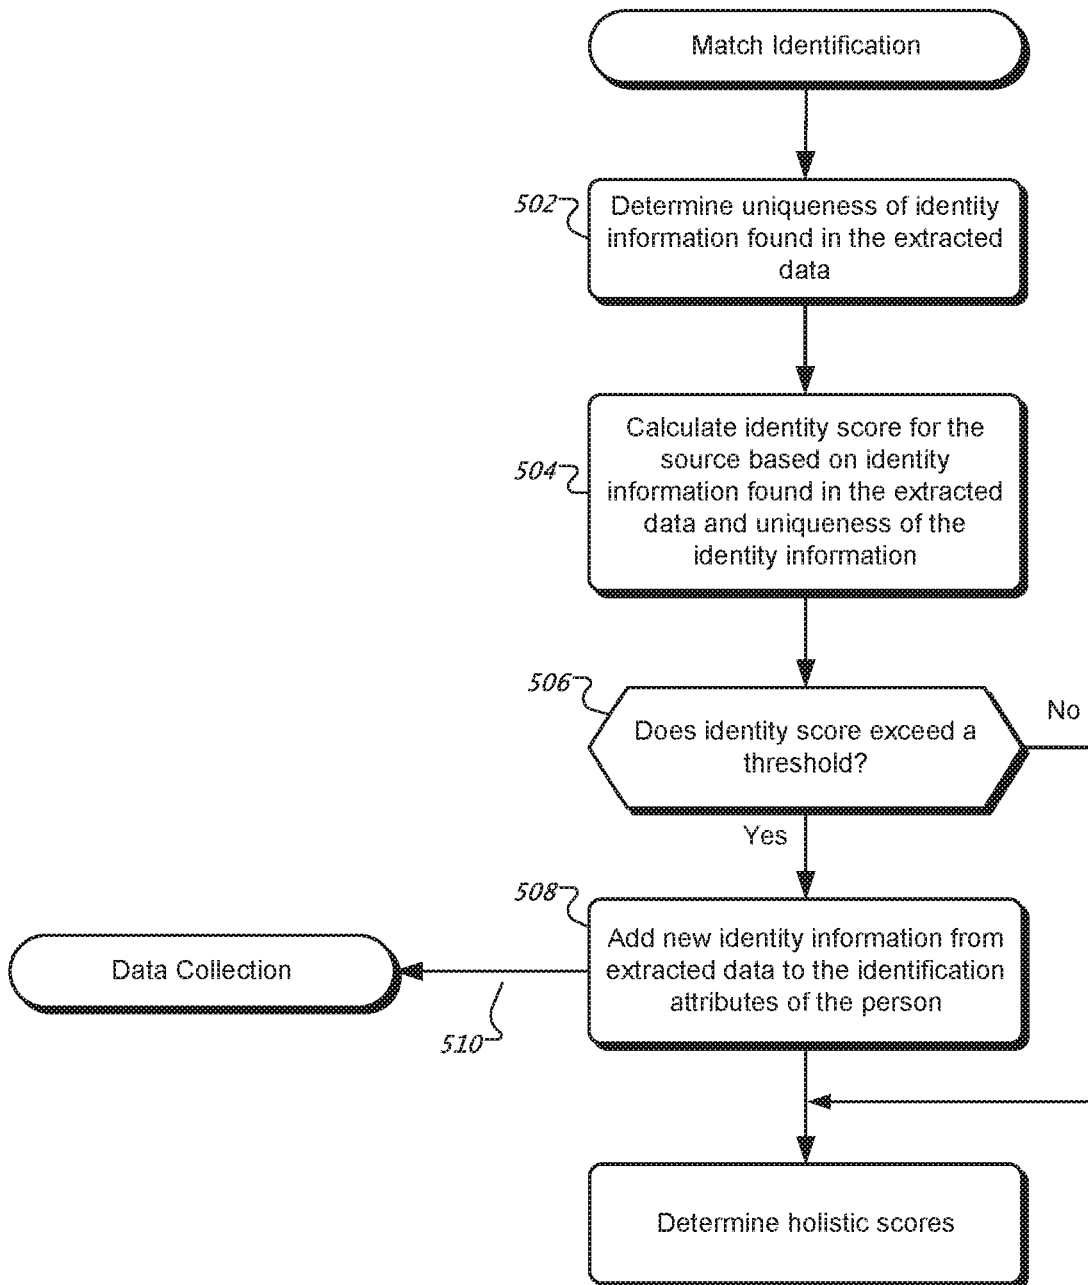 Match Identification
502
Determine uniqueness of identity
information found in the extracted
data
504
Calculate identity score for the
source based on identity
information found in the extracted
data and uniqueness of the
identity information
506
Does identity score exceed a
threshold?
No
Yes
508
Add new identity information from
extracted data to the identification
attributes of the person
Data Collection
510
Determine holistic scores